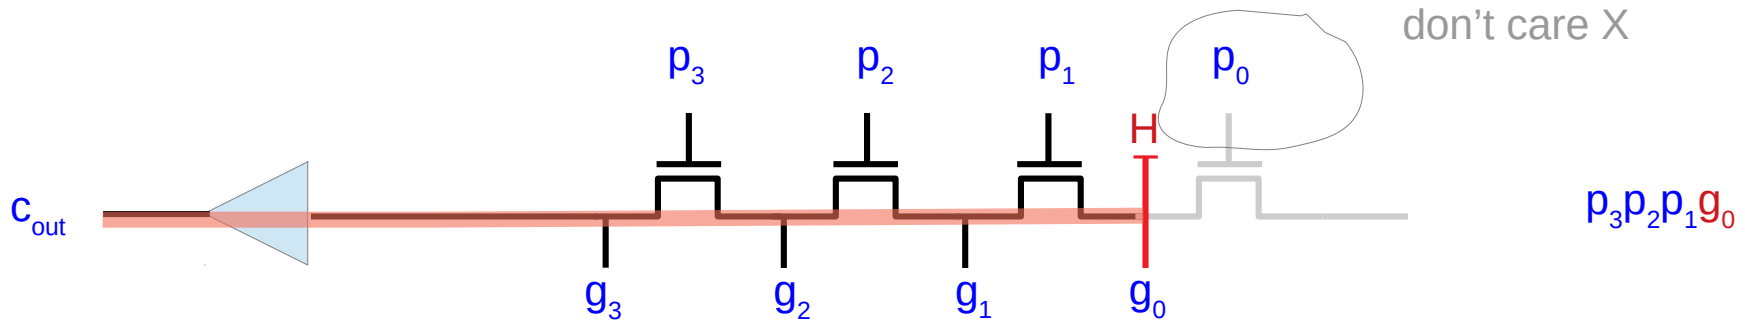 don't care X
p3 p2 p1 p0
H
cout p3p2p1g0
g3 g2 g1 g0